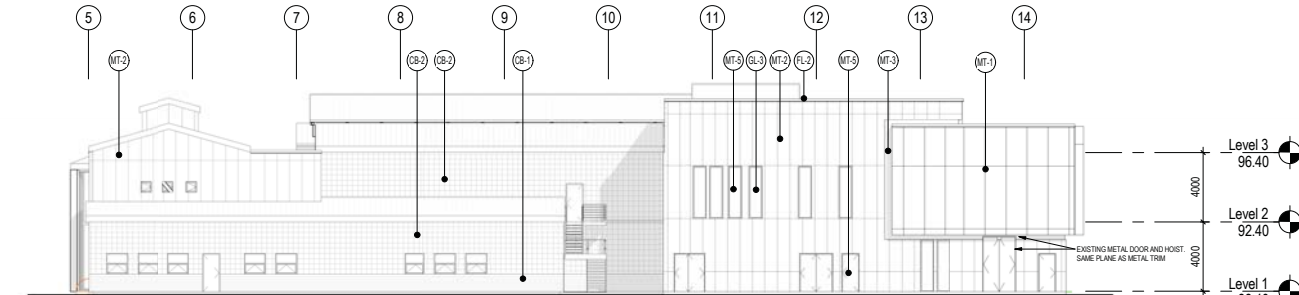 5 6 7 8 9 10 11 12 13 14
MT-2 CB-2 CB-2 CB-1 MT-5 GL-3 MT-2 FL-2 MT-5 MT-3 MT-1
Level 3
96.40
4000
Level 2
92.40
EXISTING METAL DOOR AND HOIST.
SAME PLANE AS METAL TRIM
4000
Level 1